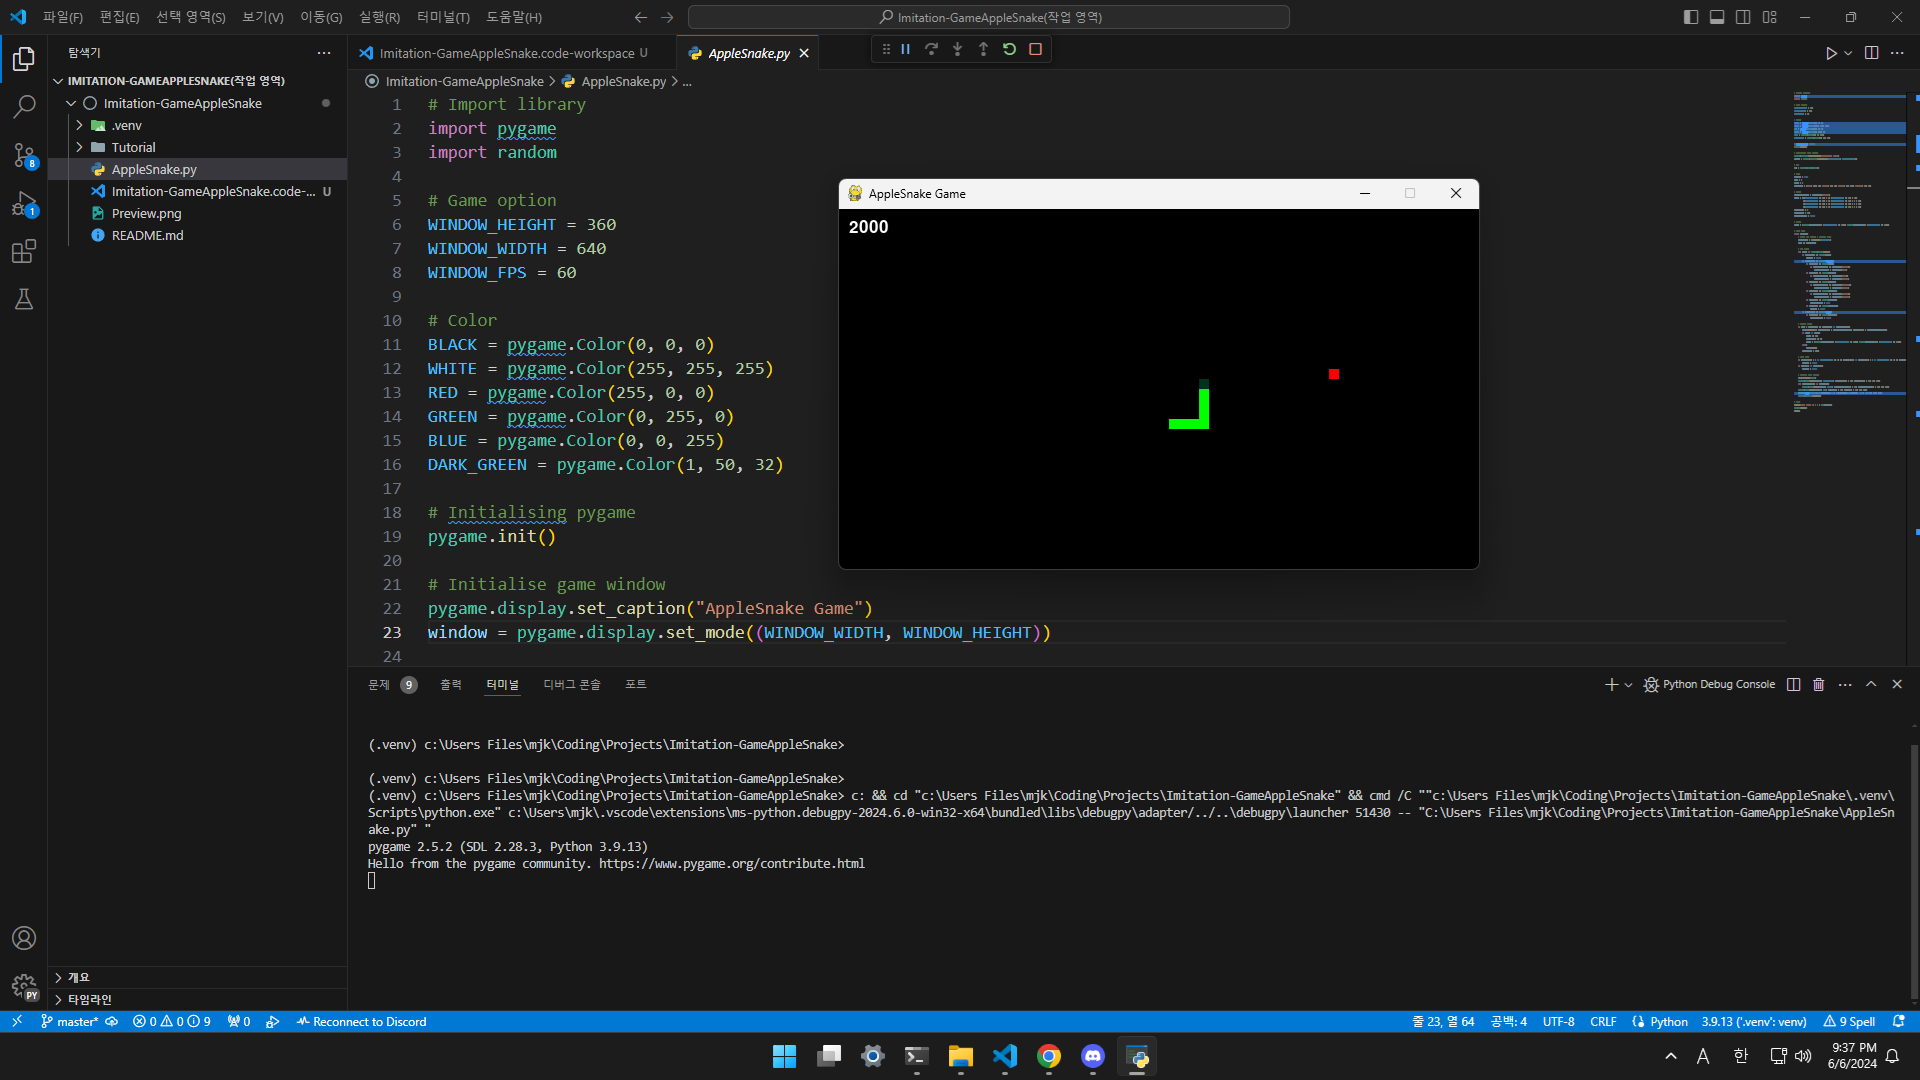 파일(F) 편집(E) 선택 영역(S) 보기(V) 이동(G) 실행(R) 터미널(T) 도움말(H)
Imitation-GameAppleSnake(작업 영역)
탐색기
IMITATION-GAMEAPPLESNAKE(작업 영역)
Imitation-GameAppleSnake
.venv
Tutorial
AppleSnake.py
Imitation-GameAppleSnake.code-... U
Preview.png
README.md
8
1
개요
타임라인
PY
Imitation-GameAppleSnake.code-workspace U
AppleSnake.py
Imitation-GameAppleSnake > AppleSnake.py > ...
1 # Import library
2 import pygame
3 import random
4
5 # Game option
6 WINDOW_HEIGHT = 360
7 WINDOW_WIDTH = 640
8 WINDOW_FPS = 60
9
10 # Color
11 BLACK = pygame.Color(0, 0, 0)
12 WHITE = pygame.Color(255, 255, 255)
13 RED = pygame.Color(255, 0, 0)
14 GREEN = pygame.Color(0, 255, 0)
15 BLUE = pygame.Color(0, 0, 255)
16 DARK_GREEN = pygame.Color(1, 50, 32)
17
18 # Initialising pygame
19 pygame.init()
20
21 # Initialise game window
22 pygame.display.set_caption("AppleSnake Game")
23 window = pygame.display.set_mode((WINDOW_WIDTH, WINDOW_HEIGHT))
24
AppleSnake Game
2000
문제 9 출력 터미널 디버그 콘솔 포트
Python Debug Console
(.venv) c:\Users Files\mjk\Coding\Projects\Imitation-GameAppleSnake>
(.venv) c:\Users Files\mjk\Coding\Projects\Imitation-GameAppleSnake>
(.venv) c:\Users Files\mjk\Coding\Projects\Imitation-GameAppleSnake> c: && cd "c:\Users Files\mjk\Coding\Projects\Imitation-GameAppleSnake" && cmd /C ""c:\Users Files\mjk\Coding\Projects\Imitation-GameAppleSnake\.venv\
Scripts\python.exe" c:\Users\mjk\.vscode\extensions\ms-python.debugpy-2024.6.0-win32-x64\bundled\libs\debugpy\adapter/../..\debugpy\launcher 51430 -- "C:\Users Files\mjk\Coding\Projects\Imitation-GameAppleSnake\AppleSn
ake.py" "
pygame 2.5.2 (SDL 2.28.3, Python 3.9.13)
Hello from the pygame community. https://www.pygame.org/contribute.html
master* 0 0 9 0 Reconnect to Discord
줄 23, 열 64 공백: 4 UTF-8 CRLF Python 3.9.13 ('.venv': venv) 9 Spell
A 한
9:37 PM
6/6/2024